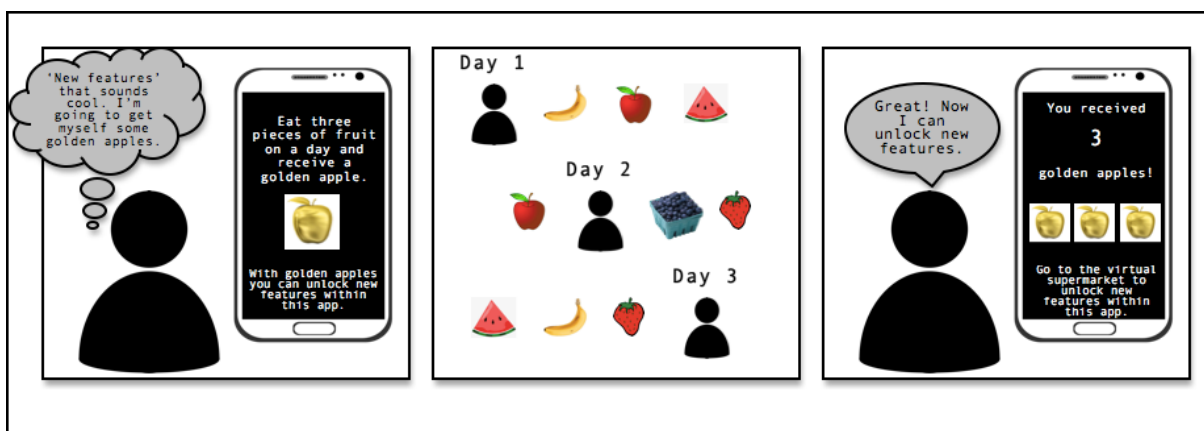 'New features'
that sounds
cool. I'm
going to get
myself some
golden apples.
Eat three
pieces of fruit
on a day and
receive a
golden apple.
With golden apples
you can unlock new
features within
this app.
Day 1
Day 2
Day 3
Great! Now
I can
unlock new
features.
You received
3
golden apples!
Go to the virtual
supermarket to
unlock new
features within
this app.